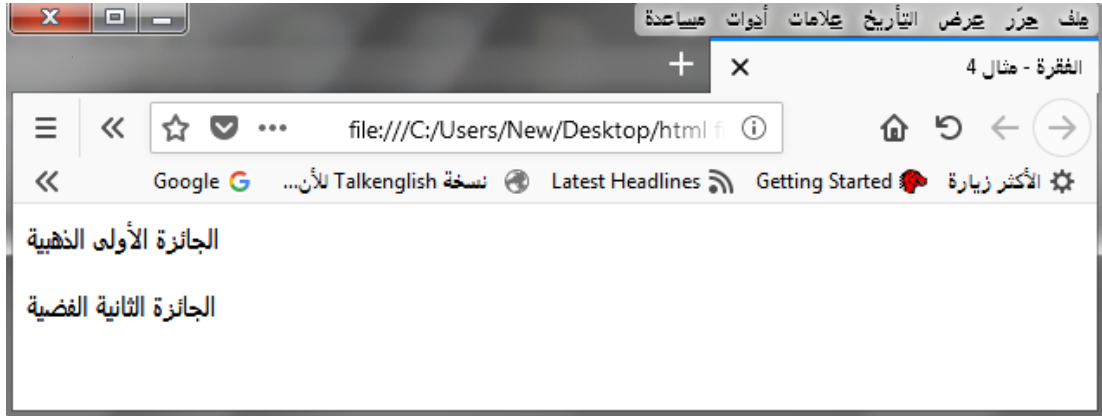 ملف حرّر عرض التأريخ علامات أدوات مساعدة
الفقرة - مثال 4
file:///C:/Users/New/Desktop/html
الأكثر زيارة Getting Started Latest Headlines نسخة Talkenglish للأن... Google
الجائزة الأولى الذهبية
الجائزة الثانية الفضية